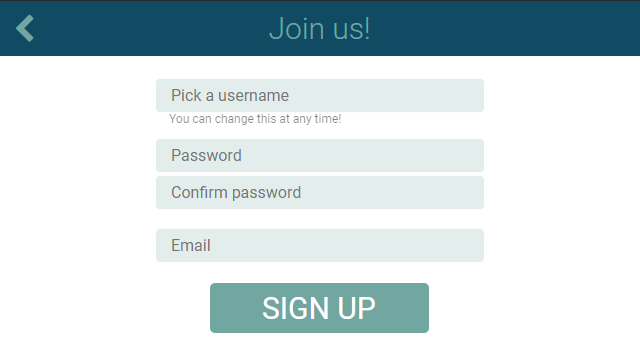 Join us!
Pick a username
You can change this at any time!
Password
Confirm password
Email
SIGN UP